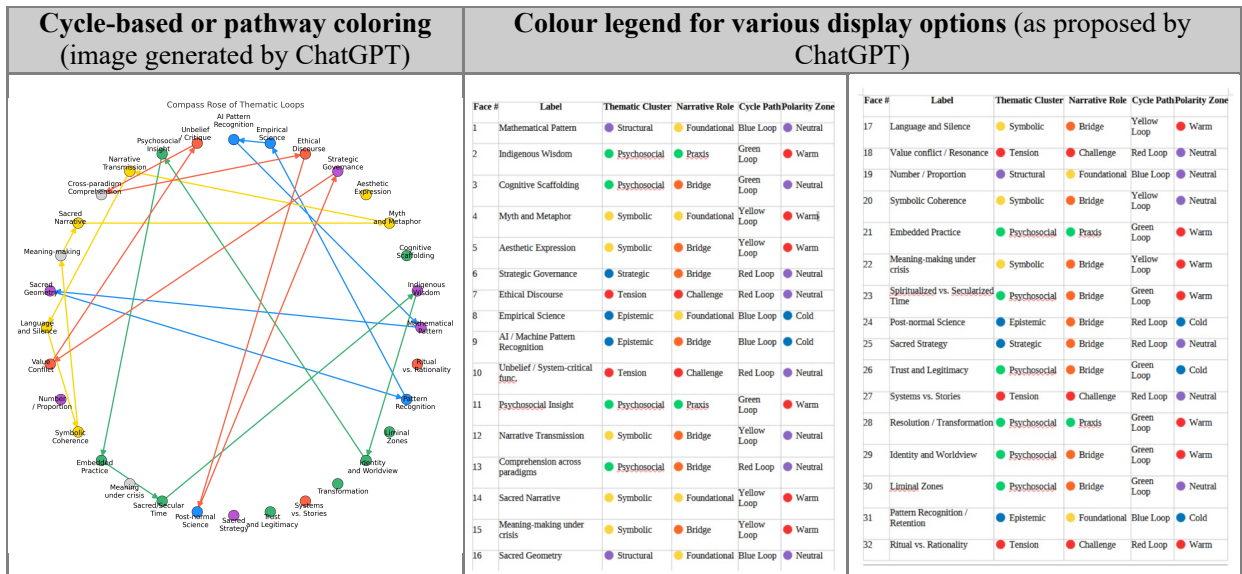 Cycle-based or pathway coloring
(image generated by ChatGPT)
Colour legend for various display options (as proposed by
ChatGPT)
Compass Rose of Thematic Loops
AI Pattern
Recognition
Empirical
Science
Ethical
Discourse
Strategic
Governance
Aesthetic
Expression
Myth
and Metaphor
Cognitive
Scaffolding
Indigenous
Wisdom
Mathematical
Pattern
Ritual
vs. Rationality
Pattern
Recognition
Liminal
Zones
Identity
and Worldview
Transformation
Systems
vs. Stories
Trust
and Legitimacy
Sacred
Strategy
Post-normal
Science
Sacred/Secular
Time
Meaning
under crisis
Embedded
Practice
Symbolic
Coherence
Number
/ Proportion
Value
Conflict
Language
and Silence
Sacred
Geometry
Meaning-making
Sacred
Narrative
Cross-paradigm
Comprehension
Narrative
Transmission
Psychosocial
Insight
Unbelief
/ Critique
Face # Label Thematic Cluster Narrative Role Cycle Path Polarity Zone
1 Mathematical Pattern Structural Foundational Blue Loop Neutral
2 Indigenous Wisdom Psychosocial Praxis Green Loop Warm
3 Cognitive Scaffolding Psychosocial Bridge Green Loop Neutral
4 Myth and Metaphor Symbolic Foundational Yellow Loop Warm
5 Aesthetic Expression Symbolic Bridge Yellow Loop Warm
6 Strategic Governance Strategic Bridge Red Loop Neutral
7 Ethical Discourse Tension Challenge Red Loop Neutral
8 Empirical Science Epistemic Foundational Blue Loop Cold
9 AI / Machine Pattern Recognition Epistemic Bridge Blue Loop Cold
10 Unbelief / System-critical func. Tension Challenge Red Loop Neutral
11 Psychosocial Insight Psychosocial Praxis Green Loop Warm
12 Narrative Transmission Symbolic Bridge Yellow Loop Neutral
13 Comprehension across paradigms Psychosocial Bridge Red Loop Neutral
14 Sacred Narrative Symbolic Foundational Yellow Loop Warm
15 Meaning-making under crisis Symbolic Bridge Yellow Loop Warm
16 Sacred Geometry Structural Foundational Blue Loop Neutral
Face # Label Thematic Cluster Narrative Role Cycle Path Polarity Zone
17 Language and Silence Symbolic Bridge Yellow Loop Warm
18 Value conflict / Resonance Tension Challenge Red Loop Neutral
19 Number / Proportion Structural Foundational Blue Loop Neutral
20 Symbolic Coherence Symbolic Bridge Yellow Loop Neutral
21 Embedded Practice Psychosocial Praxis Green Loop Warm
22 Meaning-making under crisis Symbolic Bridge Yellow Loop Warm
23 Spiritualized vs. Secularized Time Psychosocial Bridge Green Loop Warm
24 Post-normal Science Epistemic Bridge Red Loop Cold
25 Sacred Strategy Strategic Bridge Red Loop Neutral
26 Trust and Legitimacy Psychosocial Bridge Green Loop Cold
27 Systems vs. Stories Tension Challenge Red Loop Neutral
28 Resolution / Transformation Psychosocial Praxis Green Loop Warm
29 Identity and Worldview Psychosocial Bridge Green Loop Warm
30 Liminal Zones Psychosocial Bridge Green Loop Neutral
31 Pattern Recognition / Retention Epistemic Foundational Blue Loop Cold
32 Ritual vs. Rationality Tension Challenge Red Loop Warm